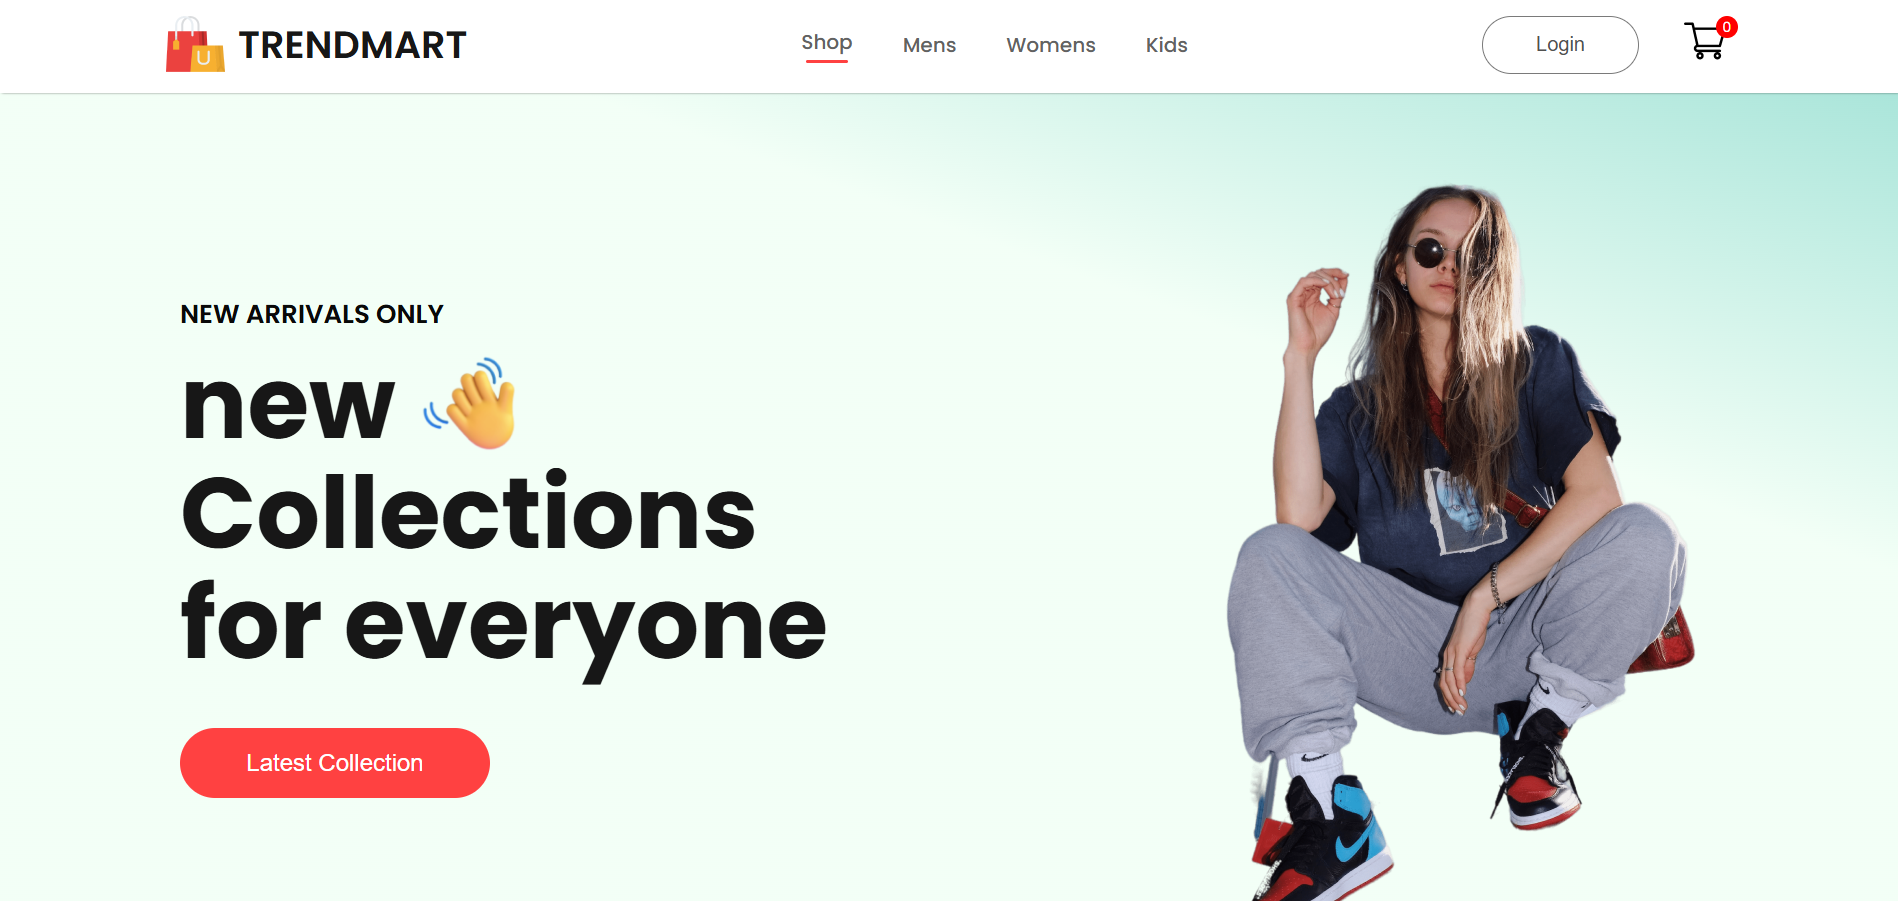 TRENDMART
Shop Mens Womens Kids
Login
0
NEW ARRIVALS ONLY
new
Collections
for everyone
Latest Collection